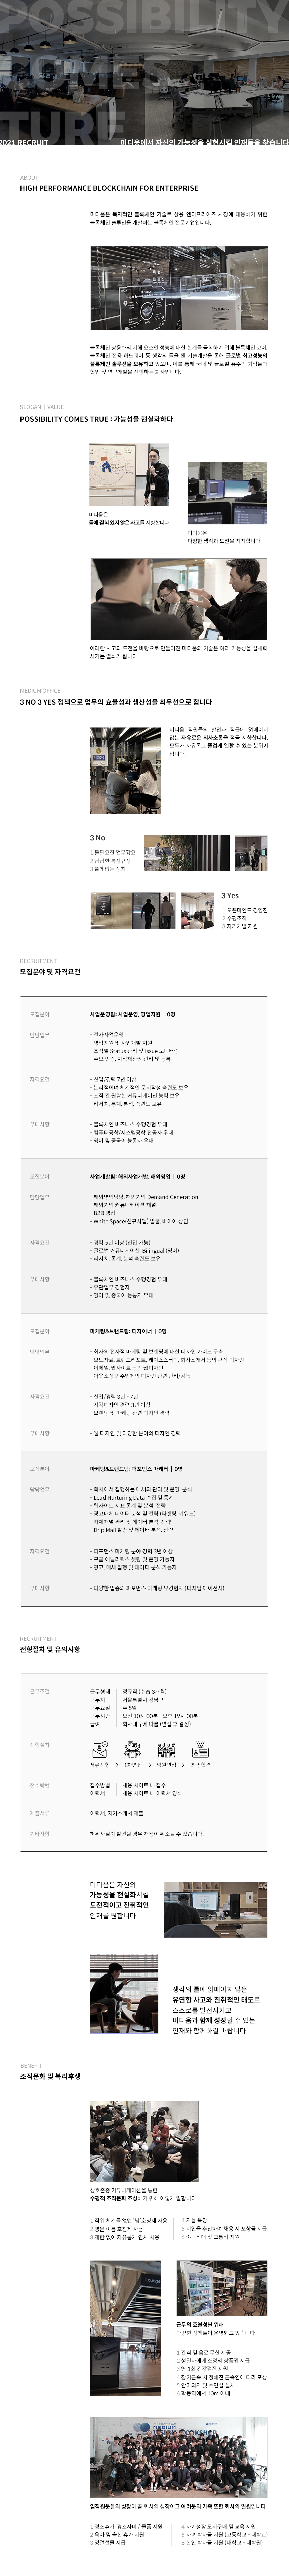 POSSIBILITY
COMES
TURE
2021 RECRUIT
미디움에서 자신의 가능성을 실현시킬 인재들을 찾습니다
ABOUT
HIGH PERFORMANCE BLOCKCHAIN FOR ENTERPRISE
미디움은 독자적인 블록체인 기술로 상용 엔터프라이즈 시장에 대응하기 위한
블록체인 솔루션을 개발하는 블록체인 전문기업입니다.
블록체인 상용화의 저해 요소인 성능에 대한 한계를 극복하기 위해 블록체인 코어,
블록체인 전용 하드웨어 등 생각의 틀을 깬 기술개발을 통해 글로벌 최고성능의
블록체인 솔루션을 보유하고 있으며, 이를 통해 국내 및 글로벌 유수의 기업들과
협업 및 연구개발을 진행하는 회사입니다.
SLOGAN | VALUE
POSSIBILITY COMES TRUE : 가능성을 현실화하다
미디움은
틀에 갇혀 있지 않은 사고를 지향합니다
미디움은
다양한 생각과 도전을 지지합니다
이러한 사고와 도전을 바탕으로 만들어진 미디움의 기술은 여러 가능성을 실체화
시키는 열쇠가 됩니다.
MEDIUM OFFICE
3 NO 3 YES 정책으로 업무의 효율성과 생산성을 최우선으로 합니다
미디움 직원들의 발전과 직급에 얽매이지
않는 자유로운 의사소통을 적극 지향합니다.
모두가 자유롭고 즐겁게 일할 수 있는 분위기
입니다.
3 No
1 불필요한 업무강요
2 답답한 복장규정
3 쓸데없는 정치
3 Yes
1 오픈마인드 경영진
2 수평조직
3 자기개발 지원
RECRUITMENT
모집분야 및 자격요건
모집분야 사업운영팀: 사업운영, 영업지원 | 0명
담당업무 - 전사사업운영
- 영업지원 및 사업개발 지원
- 조직별 Status 관리 및 Issue 모니터링
- 주요 인증, 지적재산권 관리 및 등록
자격요건 - 신입/경력 7년 이상
- 논리적이며 체계적인 문서작성 숙련도 보유
- 조직 간 원활한 커뮤니케이션 능력 보유
- 리서치, 통계, 분석, 숙련도 보유
우대사항 - 블록체인 비즈니스 수행경험 우대
- 컴퓨터공학/시스템공학 전공자 우대
- 영어 및 중국어 능통자 우대
모집분야 사업개발팀: 해외사업개발, 해외영업 | 0명
담당업무 - 해외영업담당, 해외기업 Demand Generation
- 해외기업 커뮤니케이션 채널
- B2B 영업
- White Space(신규사업) 발굴, 바이어 상담
자격요건 - 경력 5년 이상 (신입 가능)
- 글로벌 커뮤니케이션, Bilingual (영어)
- 리서치, 통계, 분석 숙련도 보유
우대사항 - 블록체인 비즈니스 수행경험 우대
- 유관업무 경험자
- 영어 및 중국어 능통자 우대
모집분야 마케팅&브랜드팀: 디자이너 | 0명
담당업무 - 회사의 전사적 마케팅 및 브랜딩에 대한 디자인 가이드 구축
- 보도자료, 트렌드리포트, 케이스스터디, 회사소개서 등의 편집 디자인
- 이메일, 웹사이트 등의 웹디자인
- 아웃소싱 외주업체의 디자인 관련 관리/감독
자격요건 - 신입/경력 3년 - 7년
- 시각디자인 경력 3년 이상
- 브랜딩 및 마케팅 관련 디자인 경력
우대사항 - 웹 디자인 및 다양한 분야의 디자인 경력
모집분야 마케팅&브랜드팀: 퍼포먼스 마케터 | 0명
담당업무 - 회사에서 집행하는 매체의 관리 및 운영, 분석
- Lead Nurturing Data 수집 및 통계
- 웹사이트 지표 통계 및 분석, 전략
- 광고매체 데이터 분석 및 전략 (타겟팅, 키워드)
- 자체채널 관리 및 데이터 분석, 전략
- Drip Mail 발송 및 데이터 분석, 전략
자격요건 - 퍼포먼스 마케팅 분야 경력 3년 이상
- 구글 애널리틱스 셋팅 및 운영 가능자
- 광고, 매체 집행 및 데이터 분석 가능자
우대사항 - 다양한 업종의 퍼포먼스 마케팅 유경험자 (디지털 에이전시)
RECRUITMENT
전형절차 및 유의사항
근무조건 근무형태 정규직 (수습 3개월)
근무지 서울특별시 강남구
근무요일 주 5일
근무시간 오전 10시 00분 - 오후 19시 00분
급여 회사내규에 따름 (면접 후 결정)
전형절차
서류전형 > 1차면접 > 임원면접 > 최종합격
접수방법 접수방법 채용 사이트 내 접수
이력서 채용 사이트 내 이력서 양식
제출서류 이력서, 자기소개서 제출
기타사항 허위사실이 발견될 경우 채용이 취소될 수 있습니다.
미디움은 자신의
가능성을 현실화시킬
도전적이고 진취적인
인재를 원합니다
생각의 틀에 얽매이지 않은
유연한 사고와 진취적인 태도로
스스로를 발전시키고
미디움과 함께 성장할 수 있는
인재와 함께하길 바랍니다
BENEFIT
조직문화 및 복리후생
상호존중 커뮤니케이션을 통한
수평적 조직문화 조성하기 위해 이렇게 일합니다
1 직위 체계를 없앤 '님'호칭제 사용
2 영문 이름 호칭제 사용
3 제한 없이 자유롭게 연차 사용
4 자율 복장
5 지인을 추천하여 채용 시 포상금 지급
6 야근식대 및 교통비 지원
Lounge
근무의 효율성을 위해
다양한 정책들이 운영되고 있습니다
1 간식 및 음료 무한 제공
2 생일자에게 소정의 상품권 지급
3 연 1회 건강검진 지원
4 장기근속 시 정해진 근속연에 따라 포상
5 안마의자 및 수면실 설치
6 학동역에서 10m 이내
임직원분들의 성장이 곧 회사의 성장이고 여러분의 가족 또한 회사의 일원입니다
1 경조휴가, 경조사비 / 물품 지원
2 육아 및 출산 휴가 지원
3 명절선물 지급
4 자기성장 도서구매 및 교육 지원
5 자녀 학자금 지원 (고등학교 - 대학교)
6 본인 학자금 지원 (대학교 - 대학원)